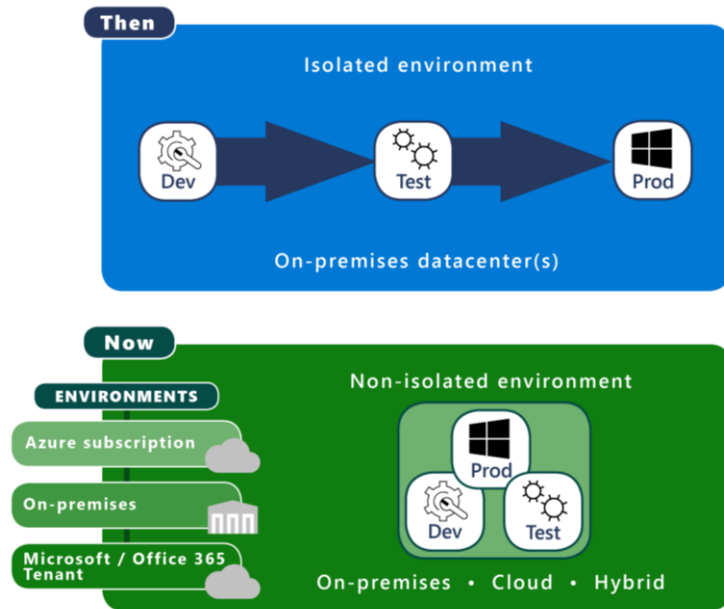 Then
Isolated environment
Dev
Test
Prod
On-premises datacenter(s)
Now
ENVIRONMENTS
Azure subscription
On-premises
Microsoft / Office 365
Tenant
Non-isolated environment
Prod
Dev
Test
On-premises • Cloud • Hybrid